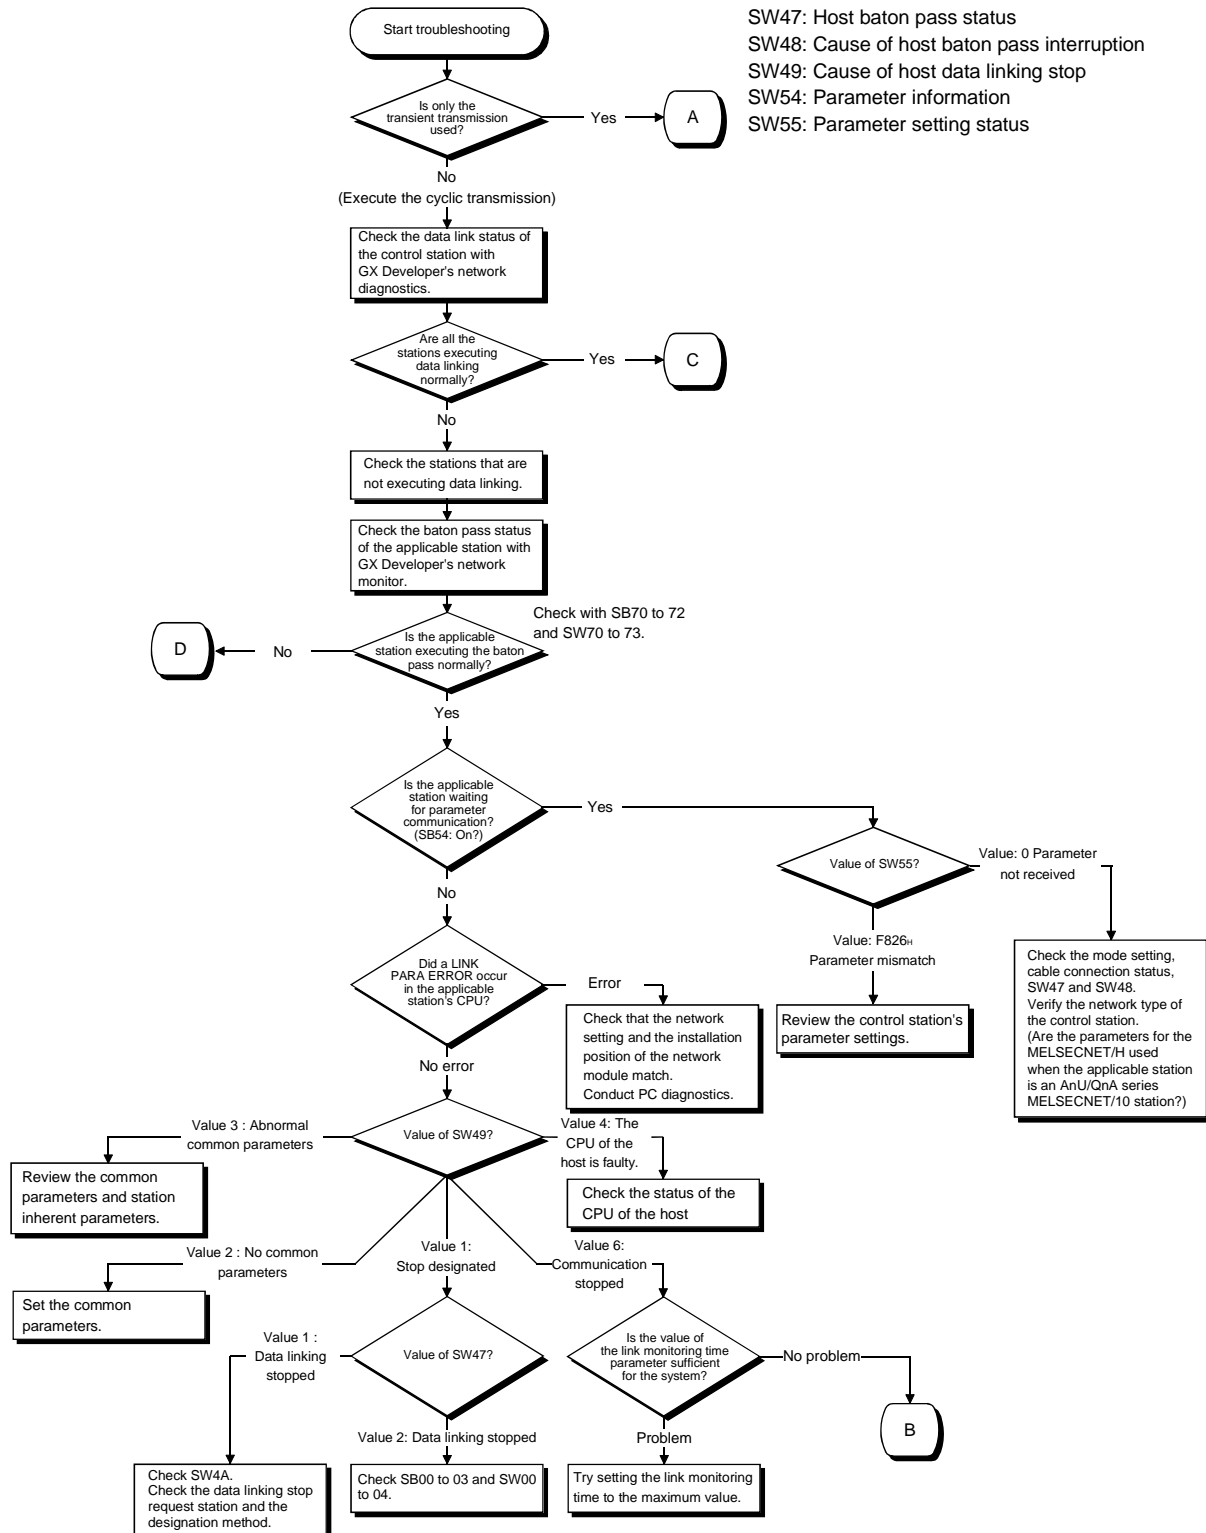 Start troubleshooting
SW47: Host baton pass status
SW48: Cause of host baton pass interruption
SW49: Cause of host data linking stop
SW54: Parameter information
SW55: Parameter setting status
Is only the
transient transmission
used?
Yes
A
No
(Execute the cyclic transmission)
Check the data link status of
the control station with
GX Developer's network
diagnostics.
Are all the
stations executing
data linking
normally?
Yes
C
No
Check the stations that are
not executing data linking.
Check the baton pass status
of the applicable station with
GX Developer's network
monitor.
Check with SB70 to 72
and SW70 to 73.
Is the applicable
station executing the baton
pass normally?
No
D
Yes
Is the applicable
station waiting
for parameter
communication?
(SB54: On?)
Yes
Value of SW55?
Value: 0 Parameter
not received
No
Value: F826H
Parameter mismatch
Check the mode setting,
cable connection status,
SW47 and SW48.
Verify the network type of
the control station.
(Are the parameters for the
MELSECNET/H used
when the applicable station
is an AnU/QnA series
MELSECNET/10 station?)
Review the control station's
parameter settings.
Did a LINK
PARA ERROR occur
in the applicable
station's CPU?
Error
Check that the network
setting and the installation
position of the network
module match.
Conduct PC diagnostics.
No error
Value of SW49?
Value 3 : Abnormal
common parameters
Review the common
parameters and station
inherent parameters.
Value 4: The
CPU of the
host is faulty.
Check the status of the
CPU of the host
Value 2 : No common
parameters
Set the common
parameters.
Value 1:
Stop designated
Value 6:
Communication
stopped
Value of SW47?
Value 1 :
Data linking
stopped
Check SW4A.
Check the data linking stop
request station and the
designation method.
Value 2: Data linking stopped
Check SB00 to 03 and SW00
to 04.
Is the value of
the link monitoring time
parameter sufficient
for the system?
No problem
B
Problem
Try setting the link monitoring
time to the maximum value.